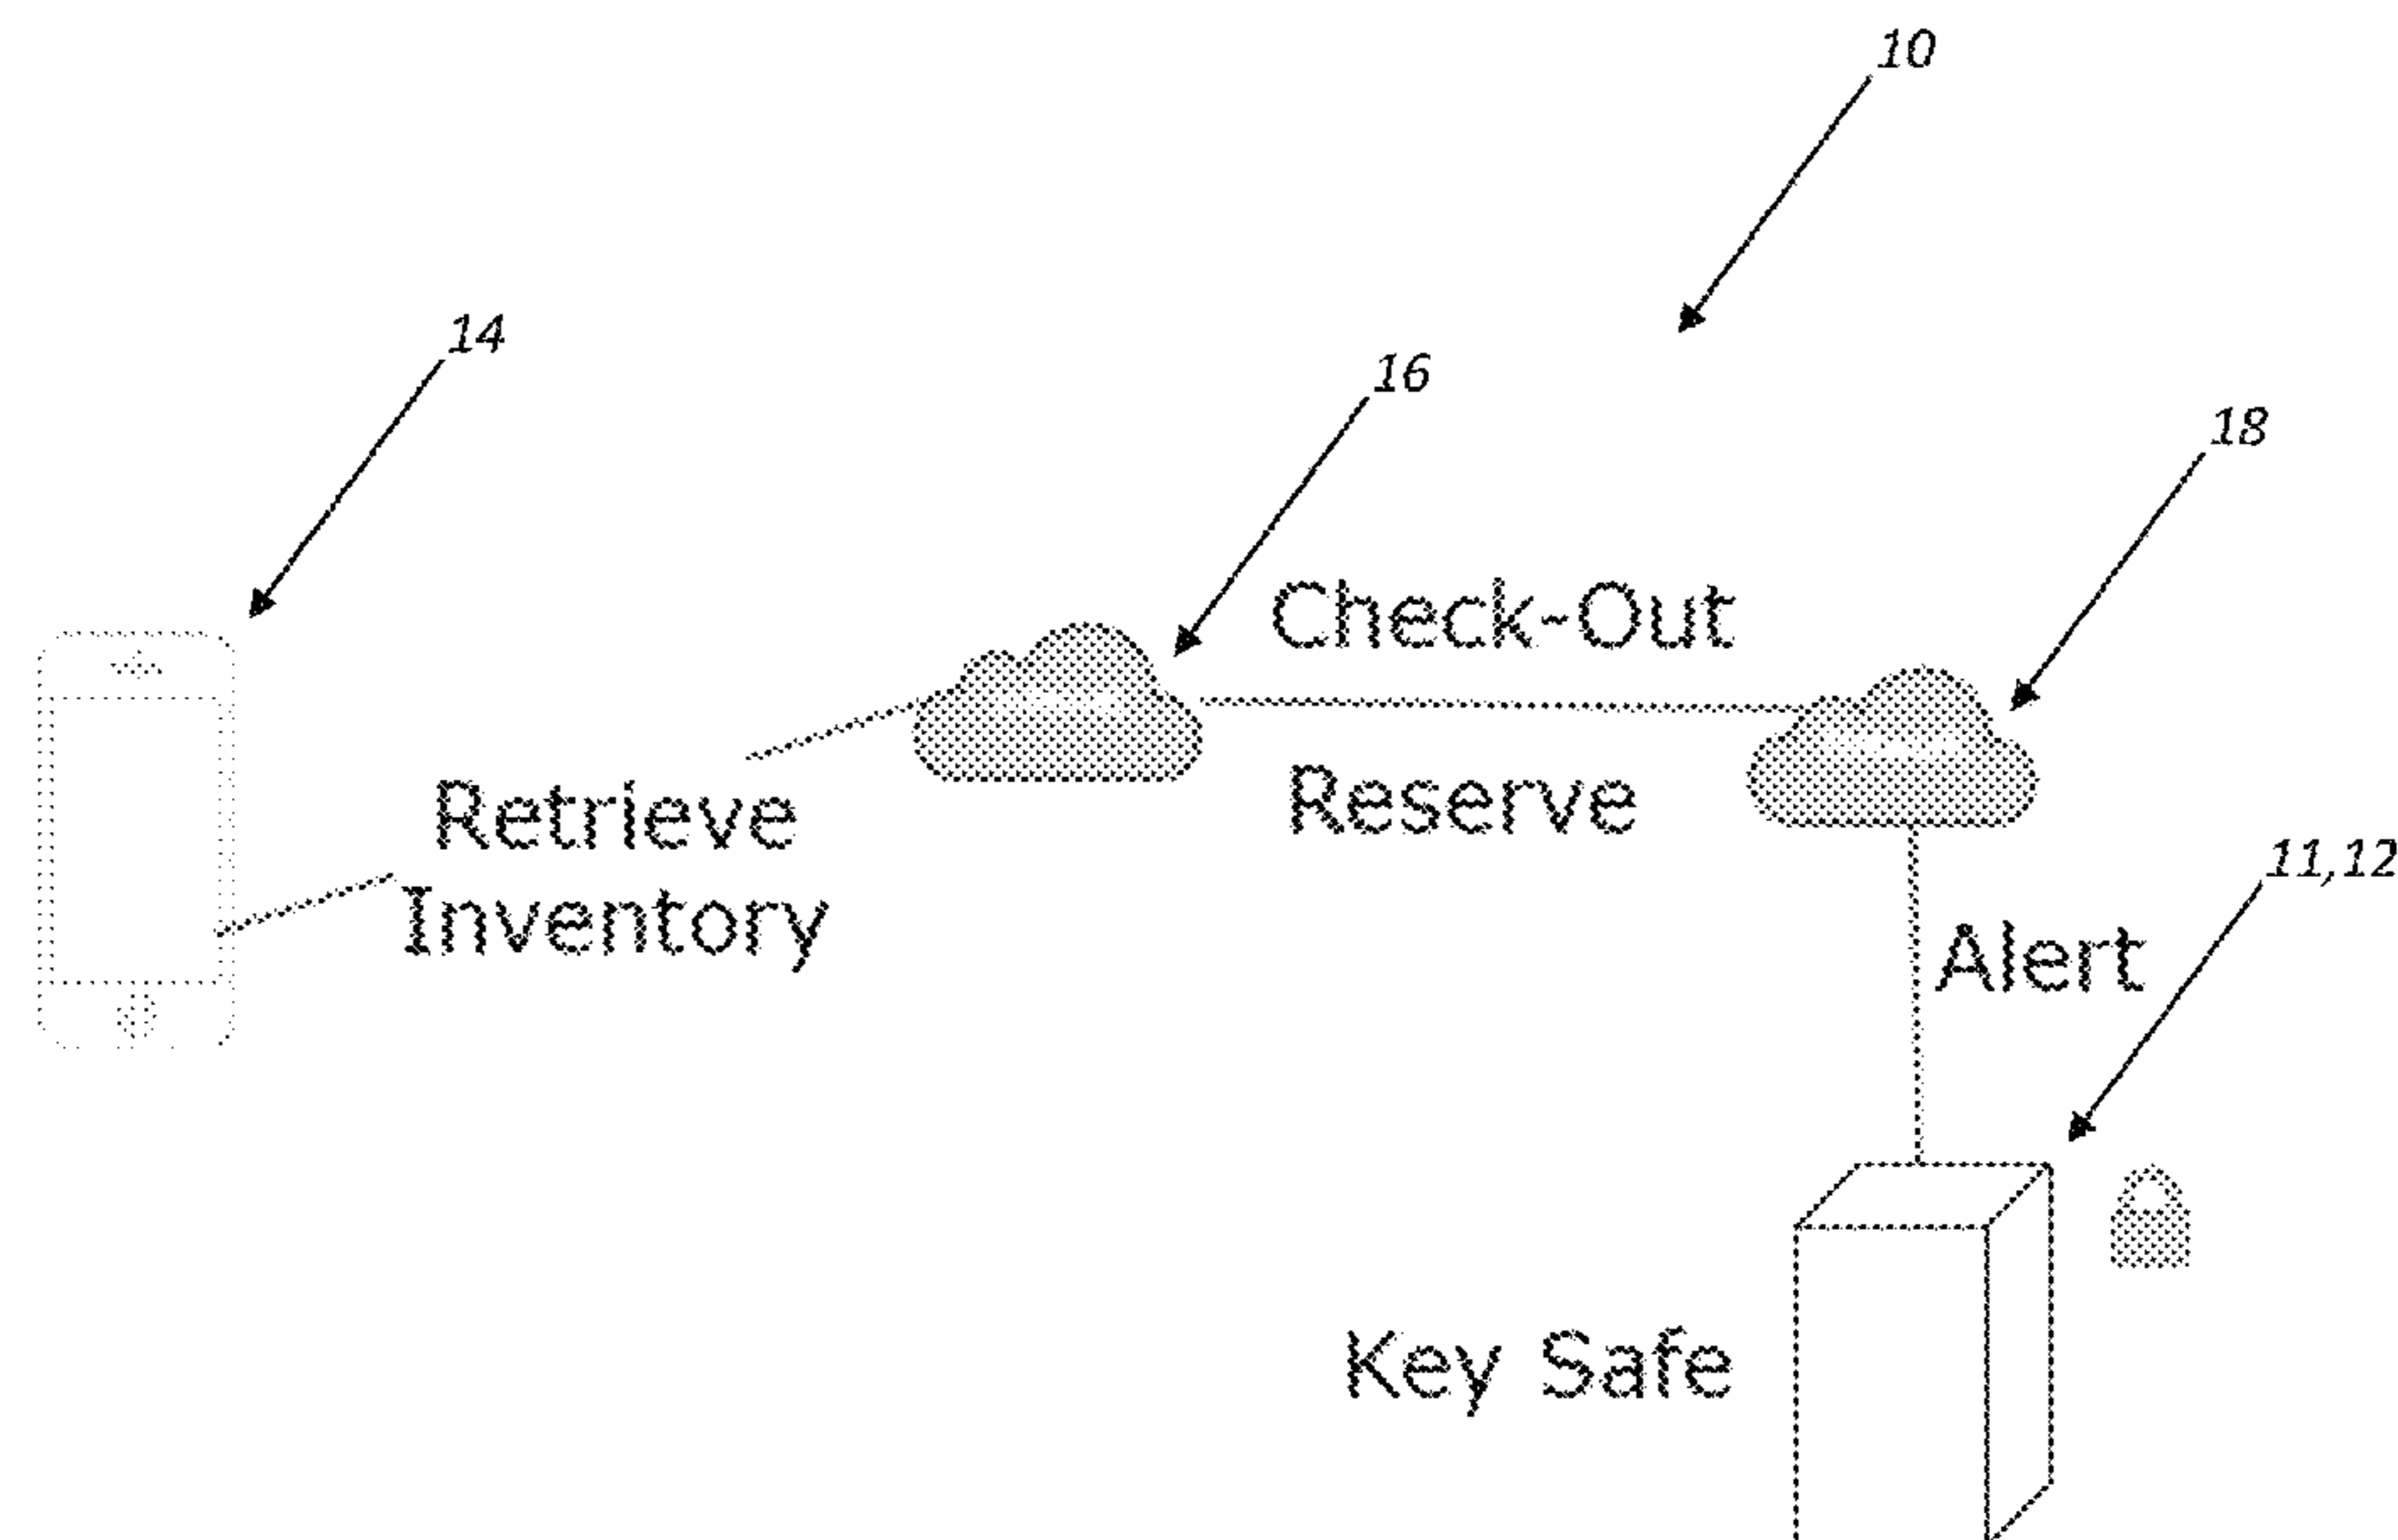 10
14
16
18
Check-Out
Retrieve
Inventory
Reserve
11,12
Alert
Key Safe